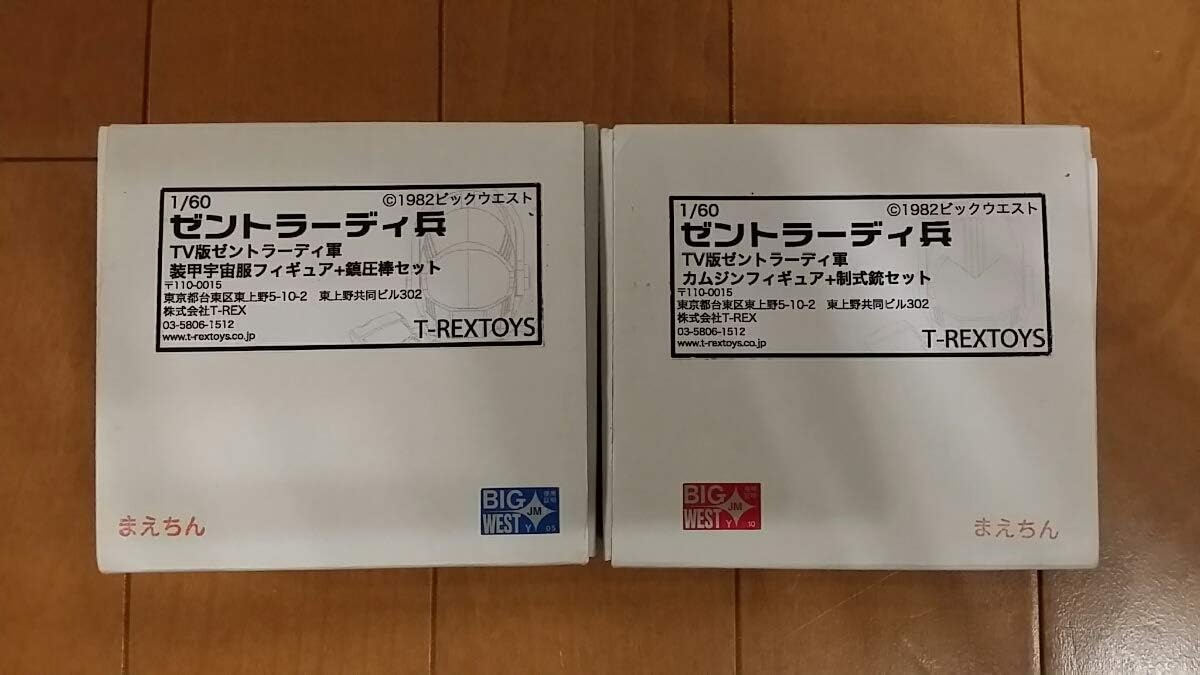 1/60 ©1982ビックウエスト
ゼントラーディ兵
TV版ゼントラーディ軍
装甲宇宙服フィギュア+鎮圧棒セット
〒110-0015
東京都台東区東上野5-10-2 東上野共同ビル302
株式会社T-REX
03-5806-1512
www.t-rextoys.co.jp
T-REXTOYS
BIG
WEST
JM
Y 05
まえちん
1/60 ©1982ビックウエスト
ゼントラーディ兵
TV版ゼントラーディ軍
カムジンフィギュア+制式銃セット
〒110-0015
東京都台東区東上野5-10-2 東上野共同ビル302
株式会社T-REX
03-5806-1512
www.t-rextoys.co.jp
T-REXTOYS
BIG
WEST
JM
Y 10
まえちん